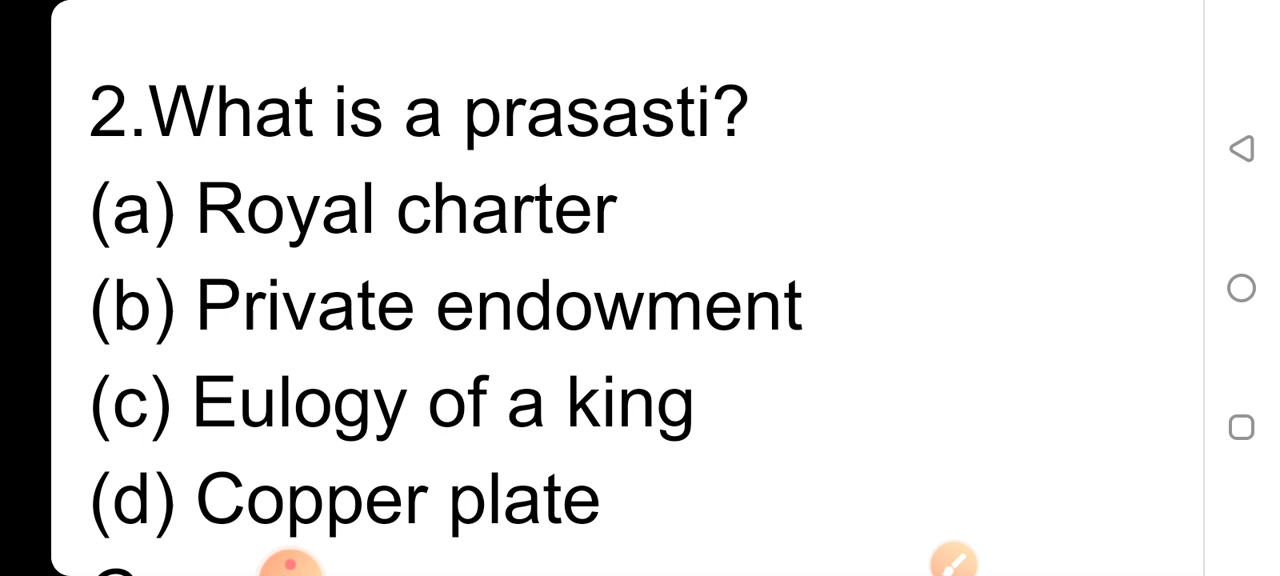 2.What is a prasasti?
(a) Royal charter
(b) Private endowment
(c) Eulogy of a king
(d) Copper plate